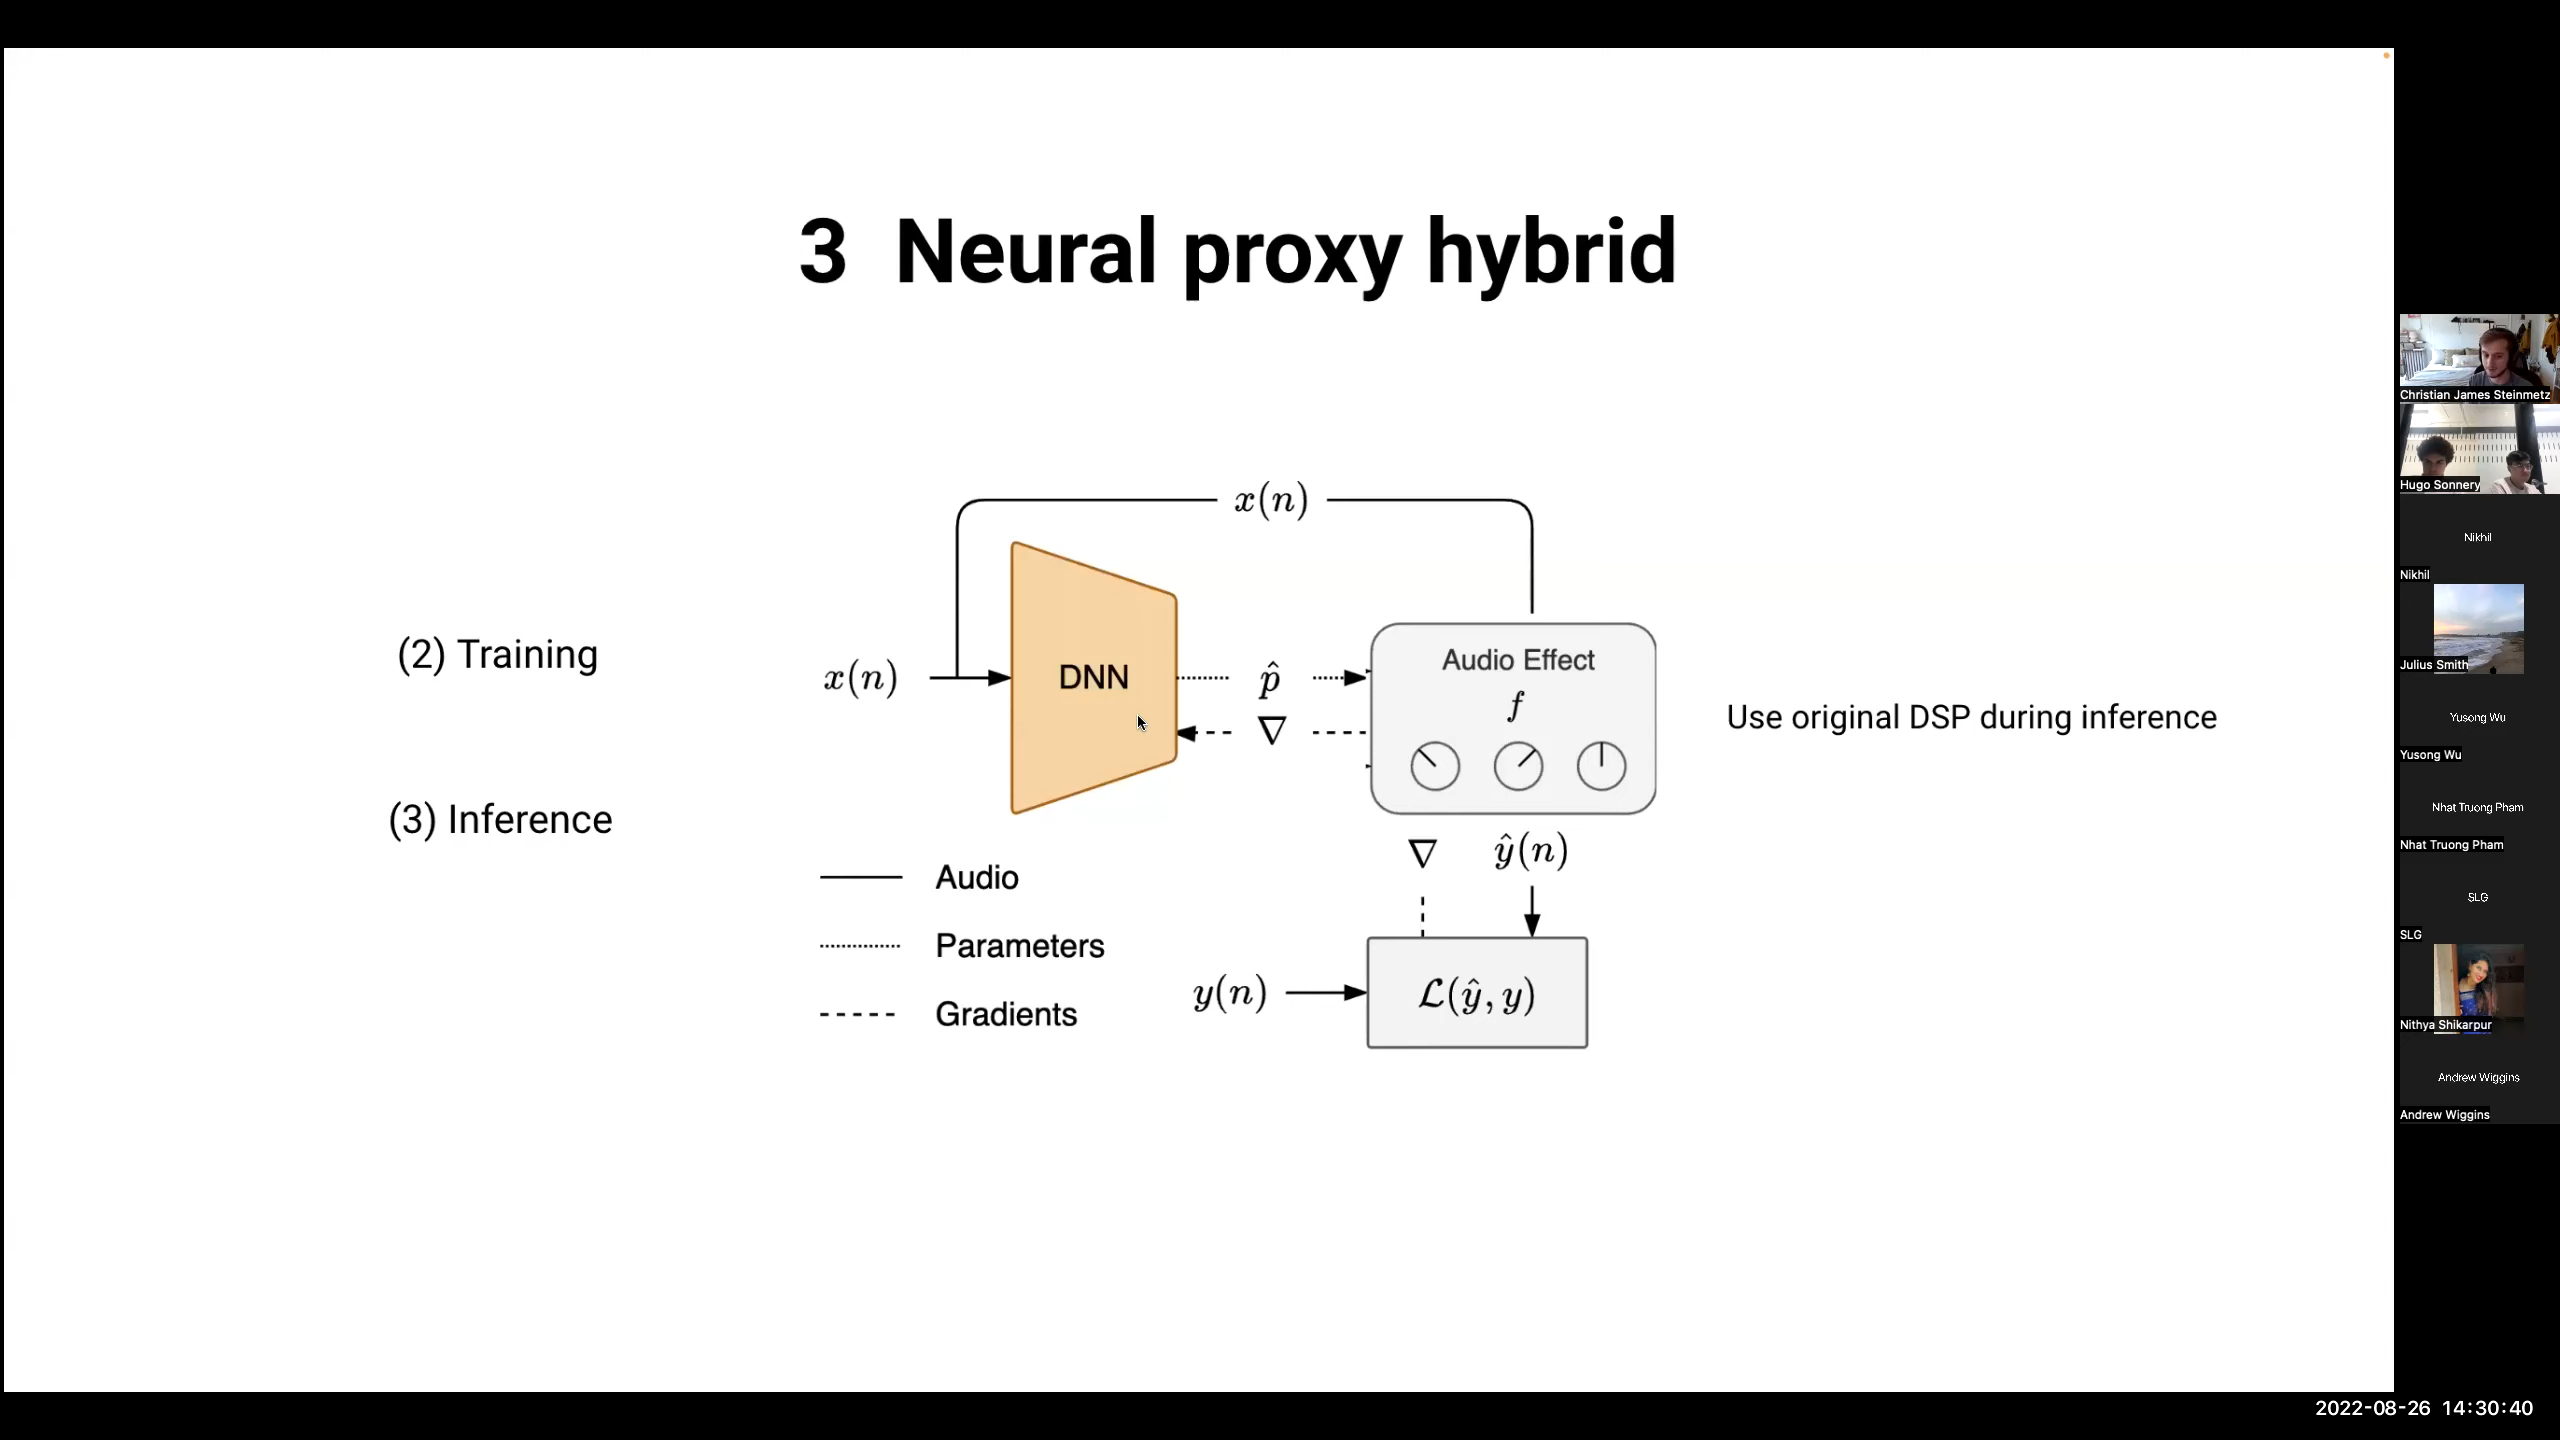 3 Neural proxy hybrid
x(n)
(2) Training
x(n)
DNN
p̂
∇
Audio Effect
f
Use original DSP during inference
(3) Inference
∇
ŷ(n)
Audio
Parameters
Gradients
y(n)
ℒ(ŷ, y)
Christian James Steinmetz
Hugo Sonnery
Nikhil
Nikhil
Julius Smith
Yusong Wu
Yusong Wu
Nhat Truong Pham
Nhat Truong Pham
SLG
SLG
Nithya Shikarpur
Andrew Wiggins
Andrew Wiggins
2022-08-26 14:30:40